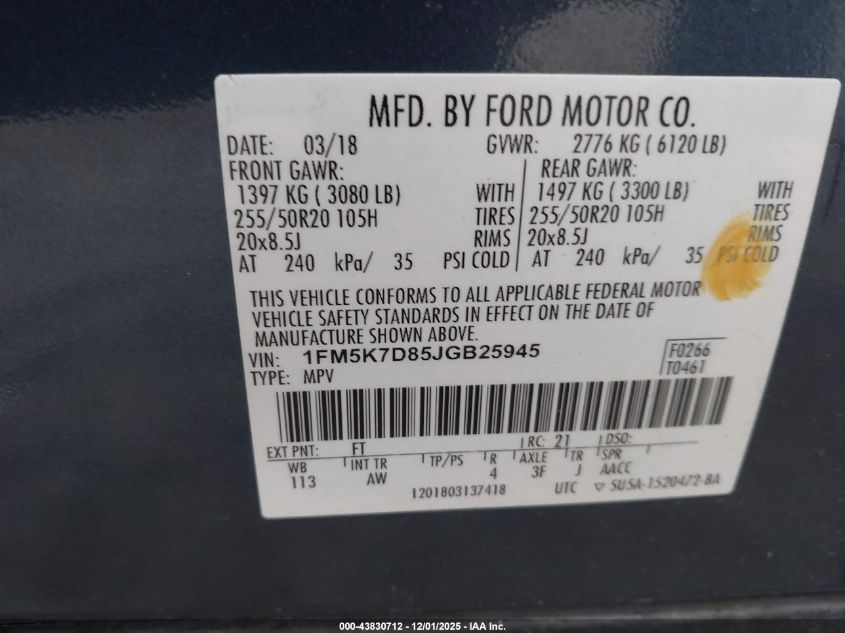 MFD. BY FORD MOTOR CO.
DATE: 03/18 GVWR: 2776 KG ( 6120 LB)
FRONT GAWR: REAR GAWR:
1397 KG ( 3080 LB) WITH 1497 KG ( 3300 LB) WITH
255/50R20 105H TIRES 255/50R20 105H TIRES
20x8.5J RIMS 20x8.5J RIMS
AT 240 kPa/ 35 PSI COLD AT 240 kPa/ 35 PSI COLD
THIS VEHICLE CONFORMS TO ALL APPLICABLE FEDERAL MOTOR
VEHICLE SAFETY STANDARDS IN EFFECT ON THE DATE OF
MANUFACTURE SHOWN ABOVE.
VIN: 1FM5K7D85JGB25945 F0266
TYPE: MPV T0461
EXT PNT: FT RC: 21 DSO:
WB INT TR TP/PS R AXLE TR SPR
113 AW 4 3F J AACC
1201803137418 UTC ▽ 5U5A-1520472-BA
000-43830712 - 12/01/2025 - IAA Inc.